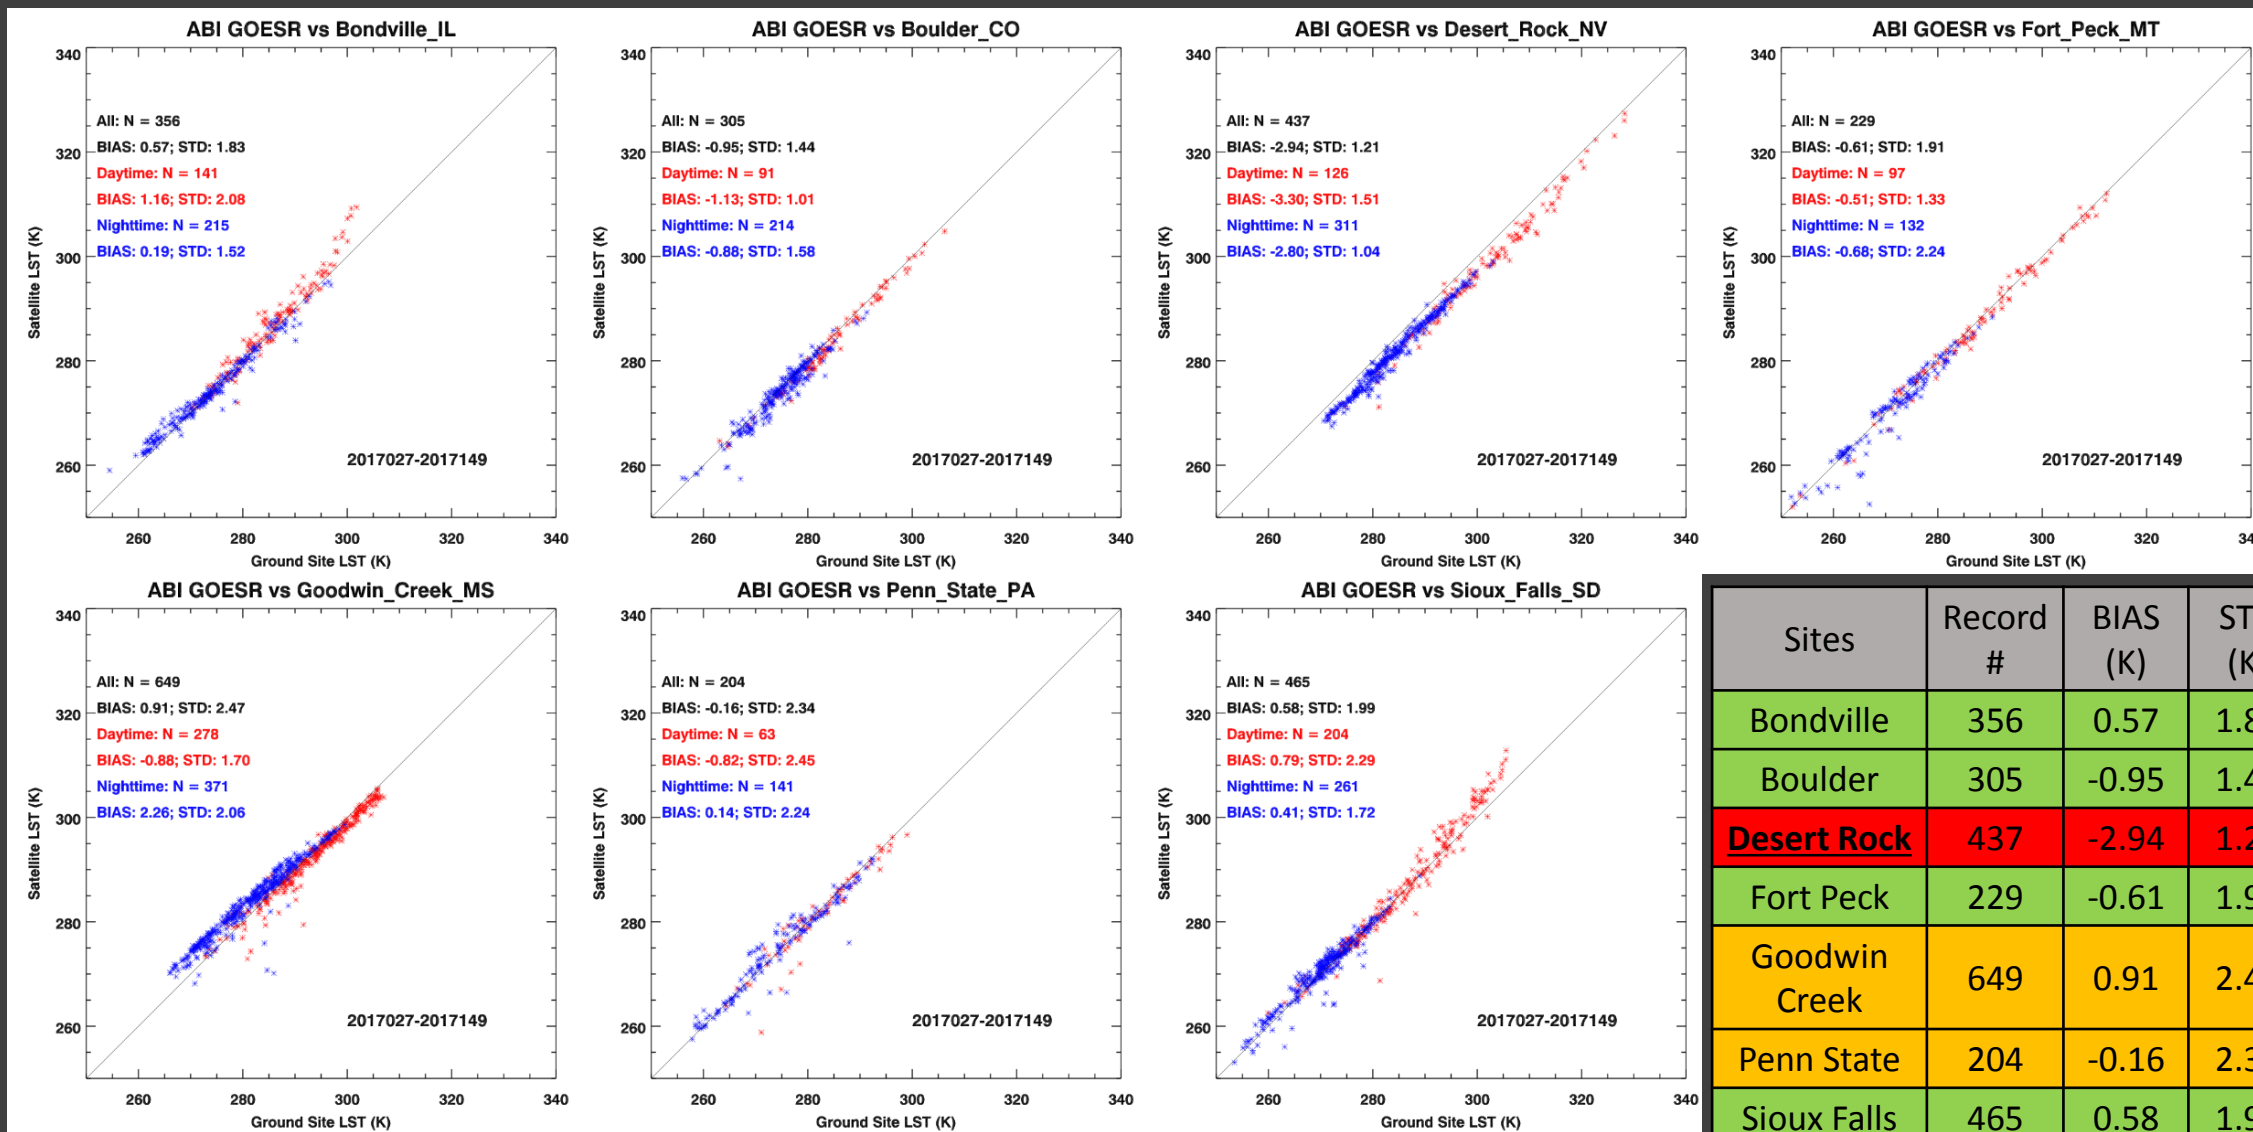 ABI GOESR vs Bondville_IL
340
320
300
280
260
Satellite LST (K)
All: N = 356
BIAS: 0.57; STD: 1.83
Daytime: N = 141
BIAS: 1.16; STD: 2.08
Nighttime: N = 215
BIAS: 0.19; STD: 1.52
2017027-2017149
260 280 300 320 340
Ground Site LST (K)
ABI GOESR vs Boulder_CO
340
320
300
280
260
Satellite LST (K)
All: N = 305
BIAS: -0.95; STD: 1.44
Daytime: N = 91
BIAS: -1.13; STD: 1.01
Nighttime: N = 214
BIAS: -0.88; STD: 1.58
2017027-2017149
260 280 300 320 340
Ground Site LST (K)
ABI GOESR vs Desert_Rock_NV
340
320
300
280
260
Satellite LST (K)
All: N = 437
BIAS: -2.94; STD: 1.21
Daytime: N = 126
BIAS: -3.30; STD: 1.51
Nighttime: N = 311
BIAS: -2.80; STD: 1.04
2017027-2017149
260 280 300 320 340
Ground Site LST (K)
ABI GOESR vs Fort_Peck_MT
340
320
300
280
260
Satellite LST (K)
All: N = 229
BIAS: -0.61; STD: 1.91
Daytime: N = 97
BIAS: -0.51; STD: 1.33
Nighttime: N = 132
BIAS: -0.68; STD: 2.24
2017027-2017149
260 280 300 320 34
Ground Site LST (K)
ABI GOESR vs Goodwin_Creek_MS
340
320
300
280
260
Satellite LST (K)
All: N = 649
BIAS: 0.91; STD: 2.47
Daytime: N = 278
BIAS: -0.88; STD: 1.70
Nighttime: N = 371
BIAS: 2.26; STD: 2.06
2017027-2017149
260 280 300 320 340
Ground Site LST (K)
ABI GOESR vs Penn_State_PA
340
320
300
280
260
Satellite LST (K)
All: N = 204
BIAS: -0.16; STD: 2.34
Daytime: N = 63
BIAS: -0.82; STD: 2.45
Nighttime: N = 141
BIAS: 0.14; STD: 2.24
2017027-2017149
260 280 300 320 340
Ground Site LST (K)
ABI GOESR vs Sioux_Falls_SD
340
320
300
280
260
Satellite LST (K)
All: N = 465
BIAS: 0.58; STD: 1.99
Daytime: N = 204
BIAS: 0.79; STD: 2.29
Nighttime: N = 261
BIAS: 0.41; STD: 1.72
2017027-2017149
260 280 300 320 340
Ground Site LST (K)
Sites Record # BIAS (K) ST (K
Bondville 356 0.57 1.8
Boulder 305 -0.95 1.4
Desert Rock 437 -2.94 1.2
Fort Peck 229 -0.61 1.9
Goodwin Creek 649 0.91 2.4
Penn State 204 -0.16 2.3
Sioux Falls 465 0.58 1.9